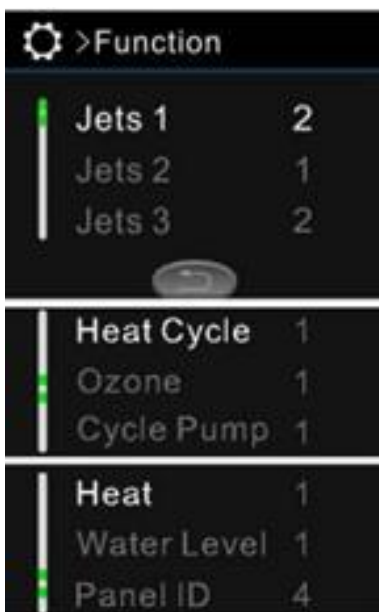 >Function
Jets 1 2
Jets 2 1
Jets 3 2
Heat Cycle 1
Ozone 1
Cycle Pump 1
Heat 1
Water Level 1
Panel ID 4